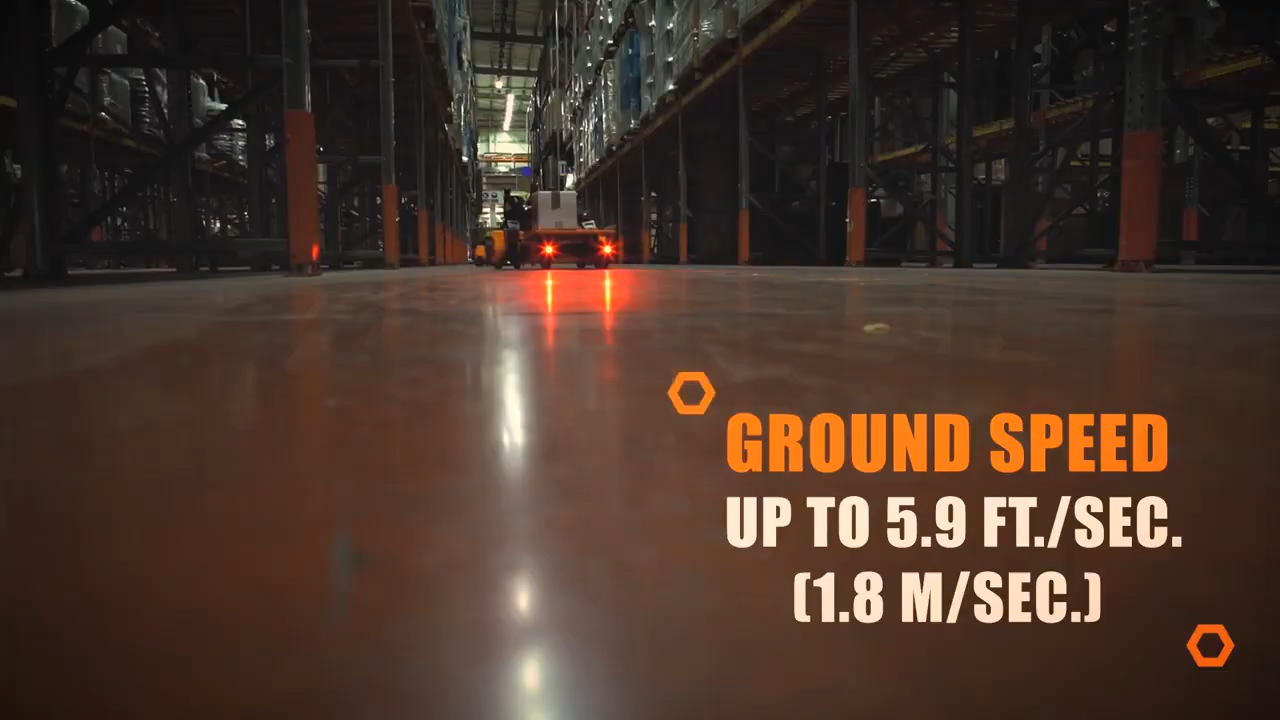 GROUND SPEED
UP TO 5.9 FT./SEC.
(1.8 M/SEC.)